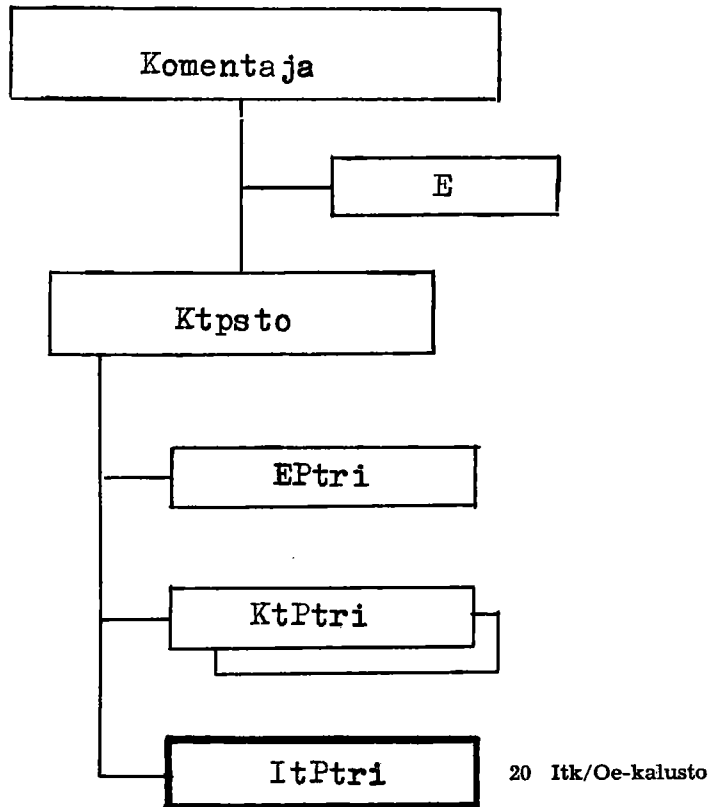 Komentaja
E
Ktpsto
EPtri
KtPtri
ItPtri 20 Itk/Oe-kalusto